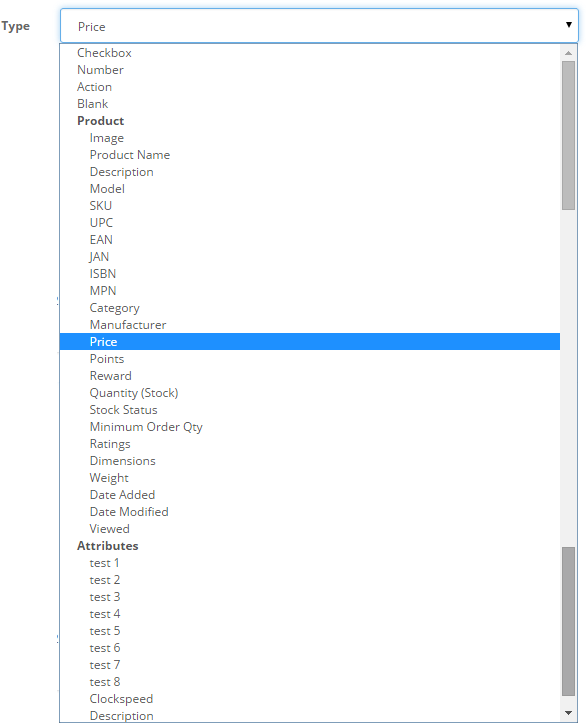 Type
Price
Checkbox
Number
Action
Blank
Product
Image
Product Name
Description
Model
SKU
UPC
EAN
JAN
ISBN
MPN
Category
Manufacturer
Price
Points
Reward
Quantity (Stock)
Stock Status
Minimum Order Qty
Ratings
Dimensions
Weight
Date Added
Date Modified
Viewed
Attributes
test 1
test 2
test 3
test 4
test 5
test 6
test 7
test 8
Clockspeed
Description